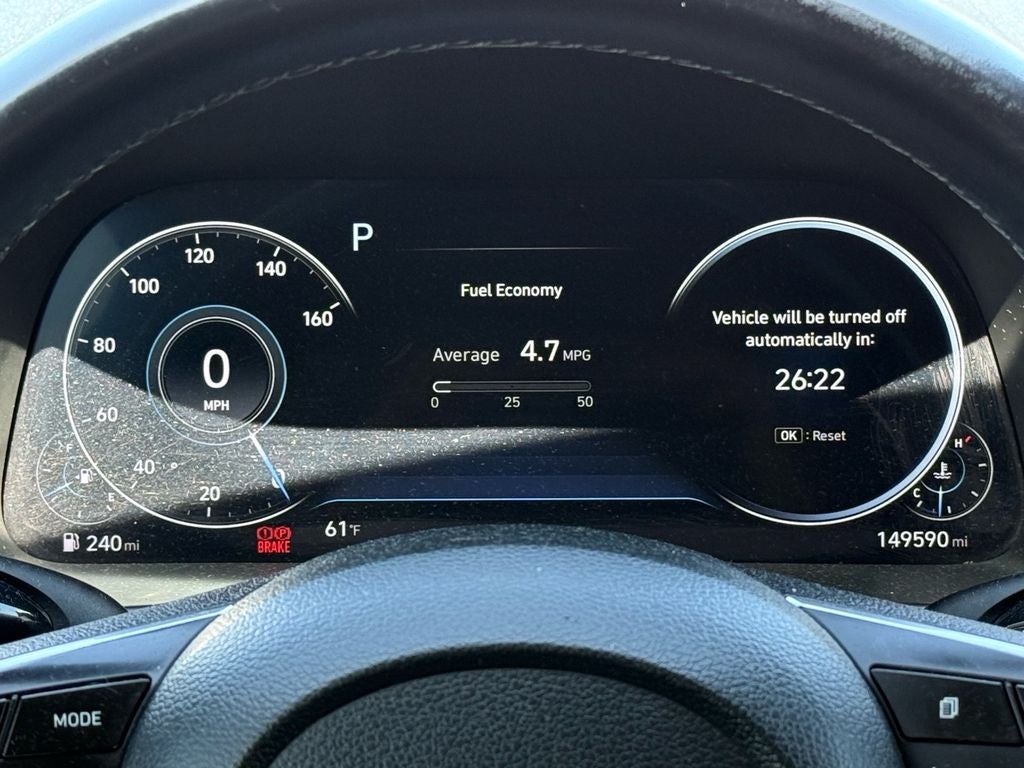 P
120
140
100
160
80
60
40
20
0
0
MPH
F
E
240 mi
BRAKE
61°F
Fuel Economy
Average 4.7 MPG
0 25 50
Vehicle will be turned off
automatically in:
26:22
OK : Reset
H
C
149590 mi
MODE